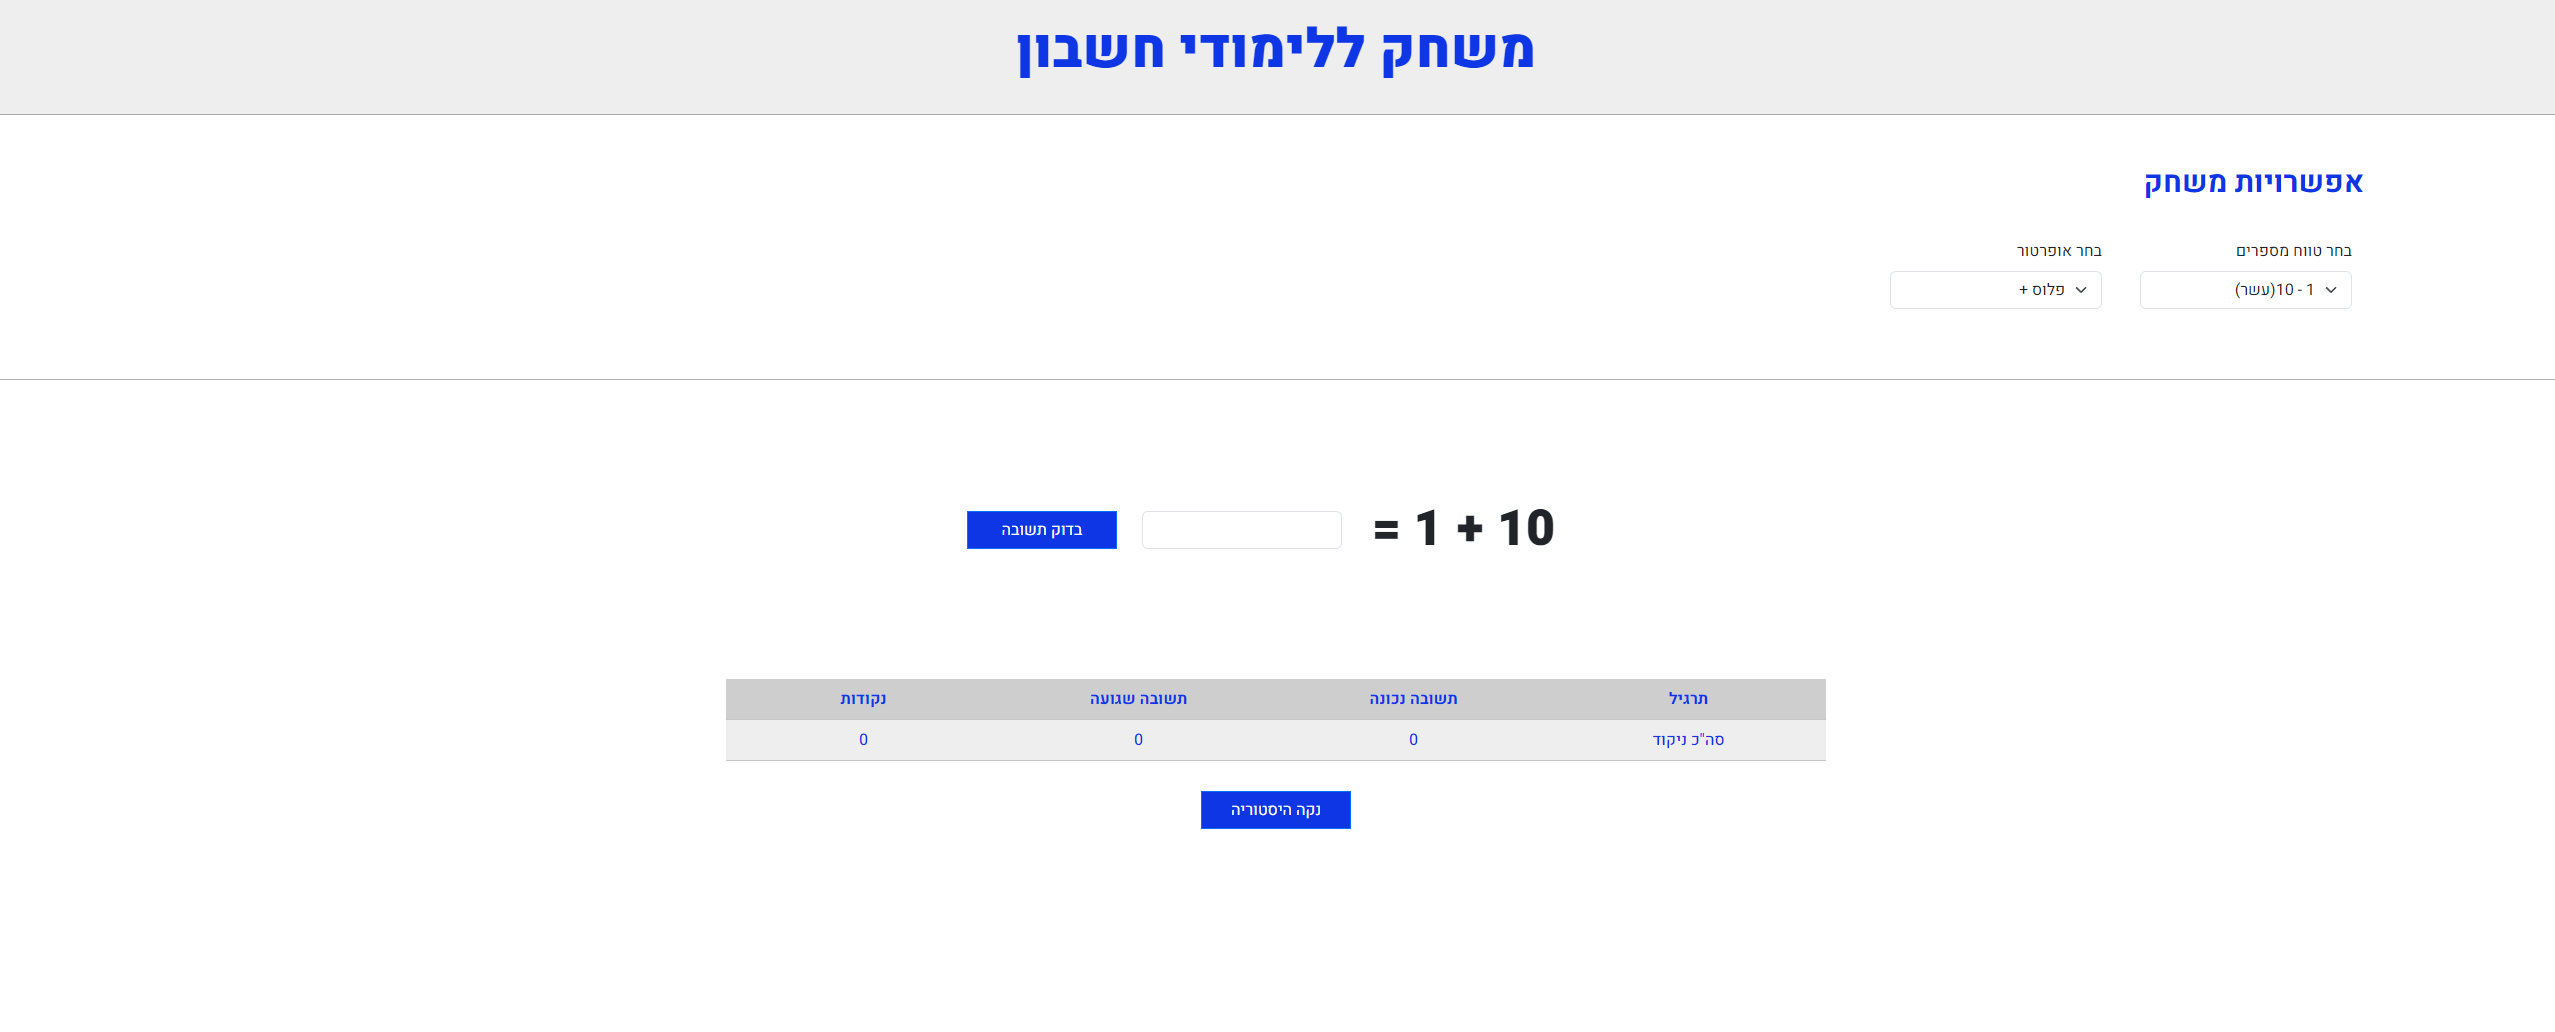 משחק ללימודי חשבון
אפשרויות משחק
בחר טווח מספרים
בחר אופרטור
1 - 10(עשר)
פלוס +
10 + 1 =
בדוק תשובה
תרגיל תשובה נכונה תשובה שגועה נקודות
סה"כ ניקוד 0 0 0
נקה היסטוריה